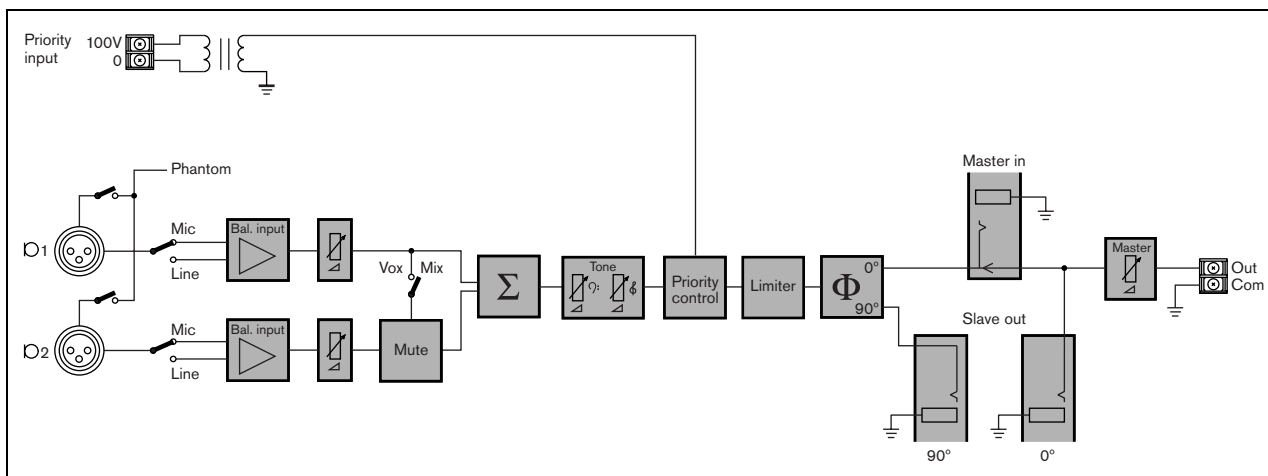 Priority
input
100V
0
Phantom
1
Mic
Line
Bal. input
Vox
Mix
2
Mic
Line
Bal. input
Mute
Σ
Tone
Priority
control
Limiter
Φ
0°
90°
Master in
Master
Out
Com
Slave out
90°
0°